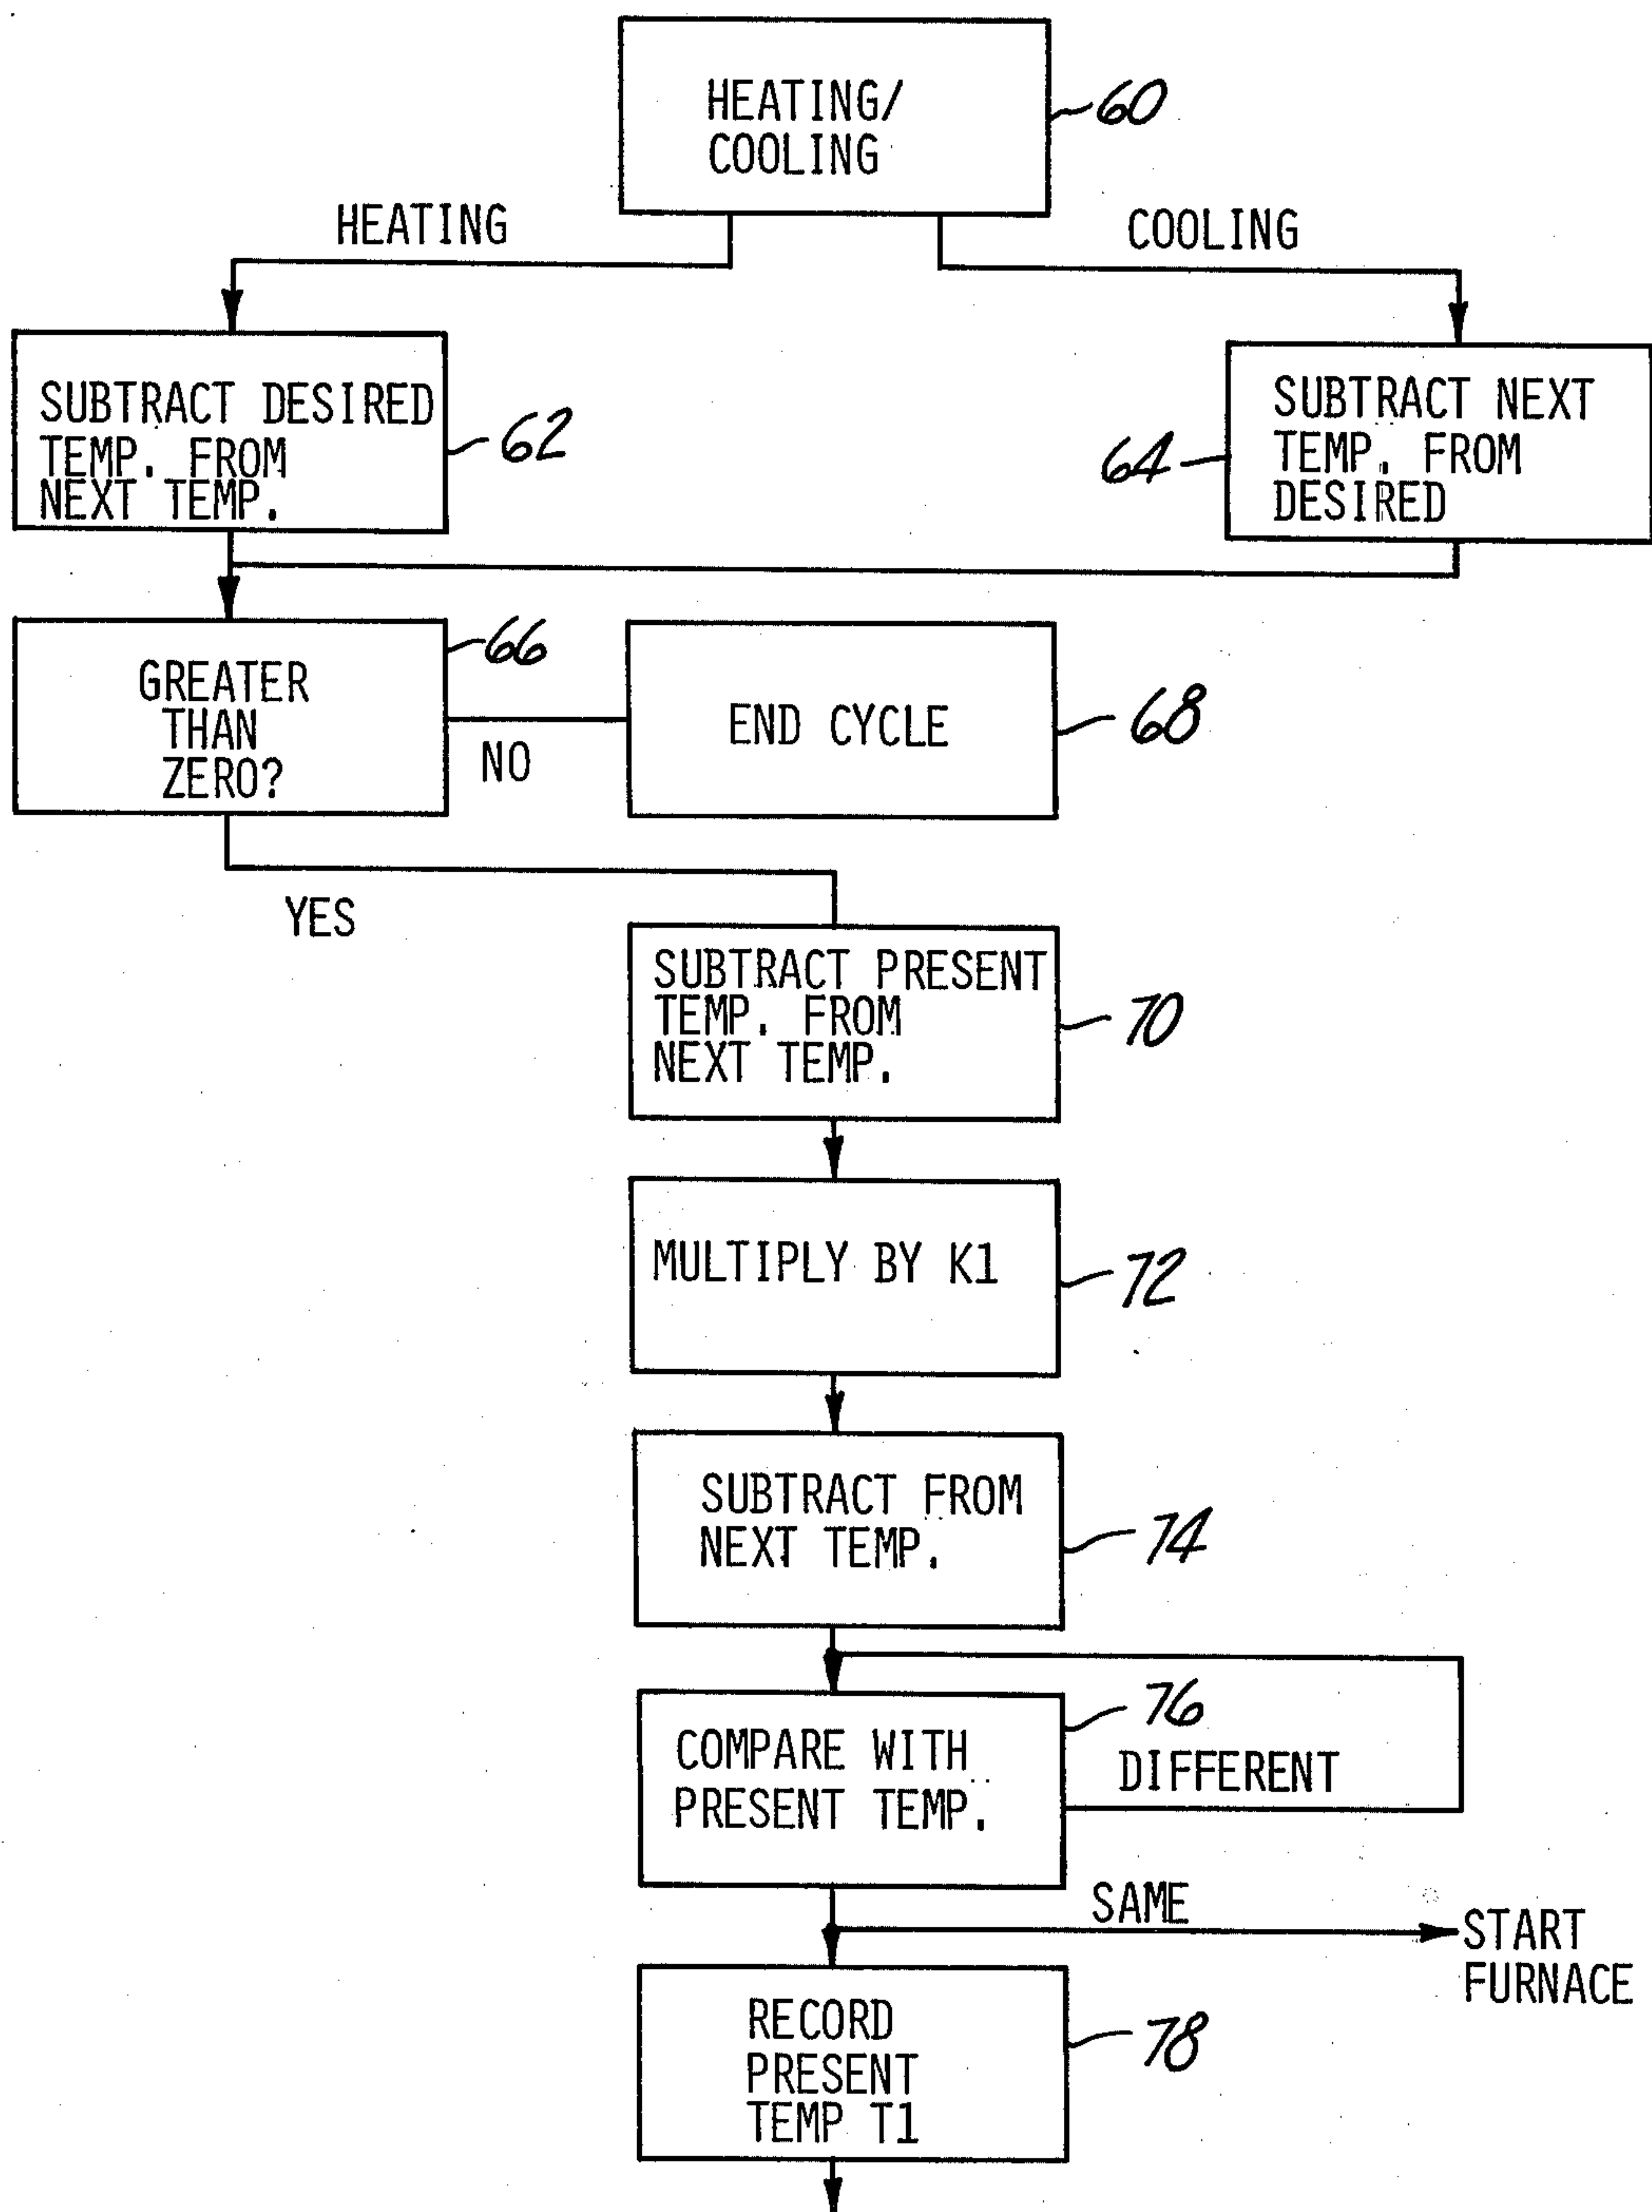 HEATING/
COOLING
60
HEATING
COOLING
SUBTRACT DESIRED
TEMP. FROM
NEXT TEMP.
62
64
SUBTRACT NEXT
TEMP. FROM
DESIRED
GREATER
THAN
ZERO?
66
NO
END CYCLE
68
YES
SUBTRACT PRESENT
TEMP. FROM
NEXT TEMP.
70
MULTIPLY BY K1
72
SUBTRACT FROM
NEXT TEMP.
74
COMPARE WITH
PRESENT TEMP.
76
DIFFERENT
SAME
START
FURNACE
RECORD
PRESENT
TEMP T1
78